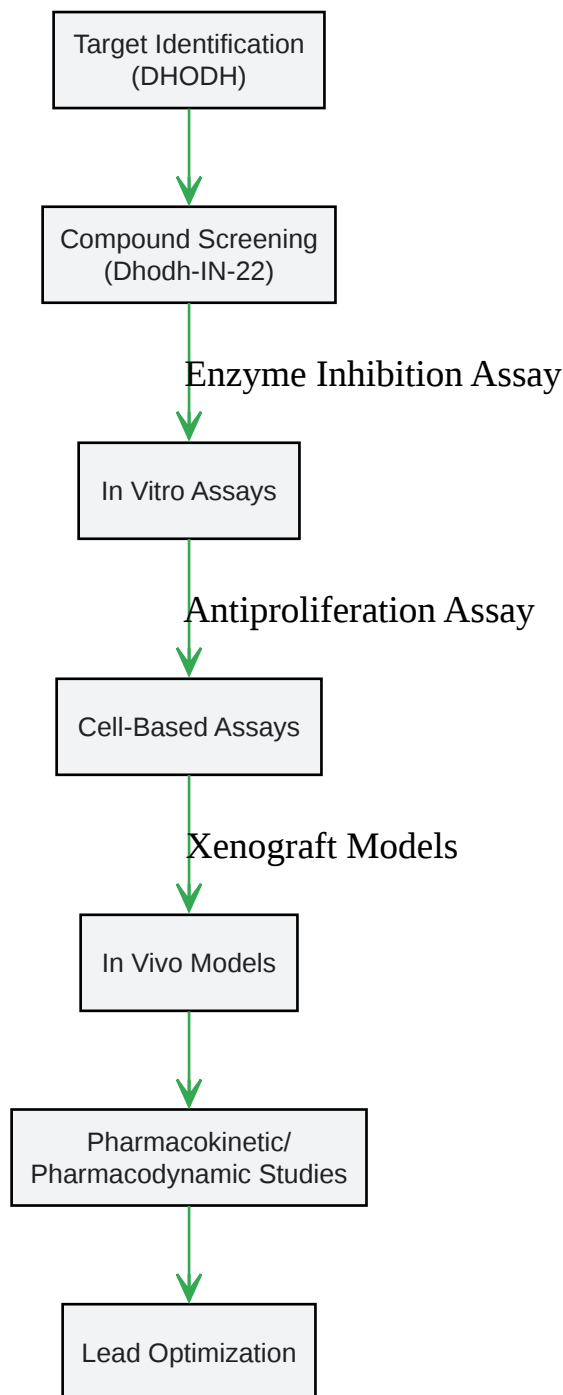 Target Identification
(DHODH)
Compound Screening
(Dhodh-IN-22)
Enzyme Inhibition Assay
In Vitro Assays
Antiproliferation Assay
Cell-Based Assays
Xenograft Models
In Vivo Models
Pharmacokinetic/
Pharmacodynamic Studies
Lead Optimization